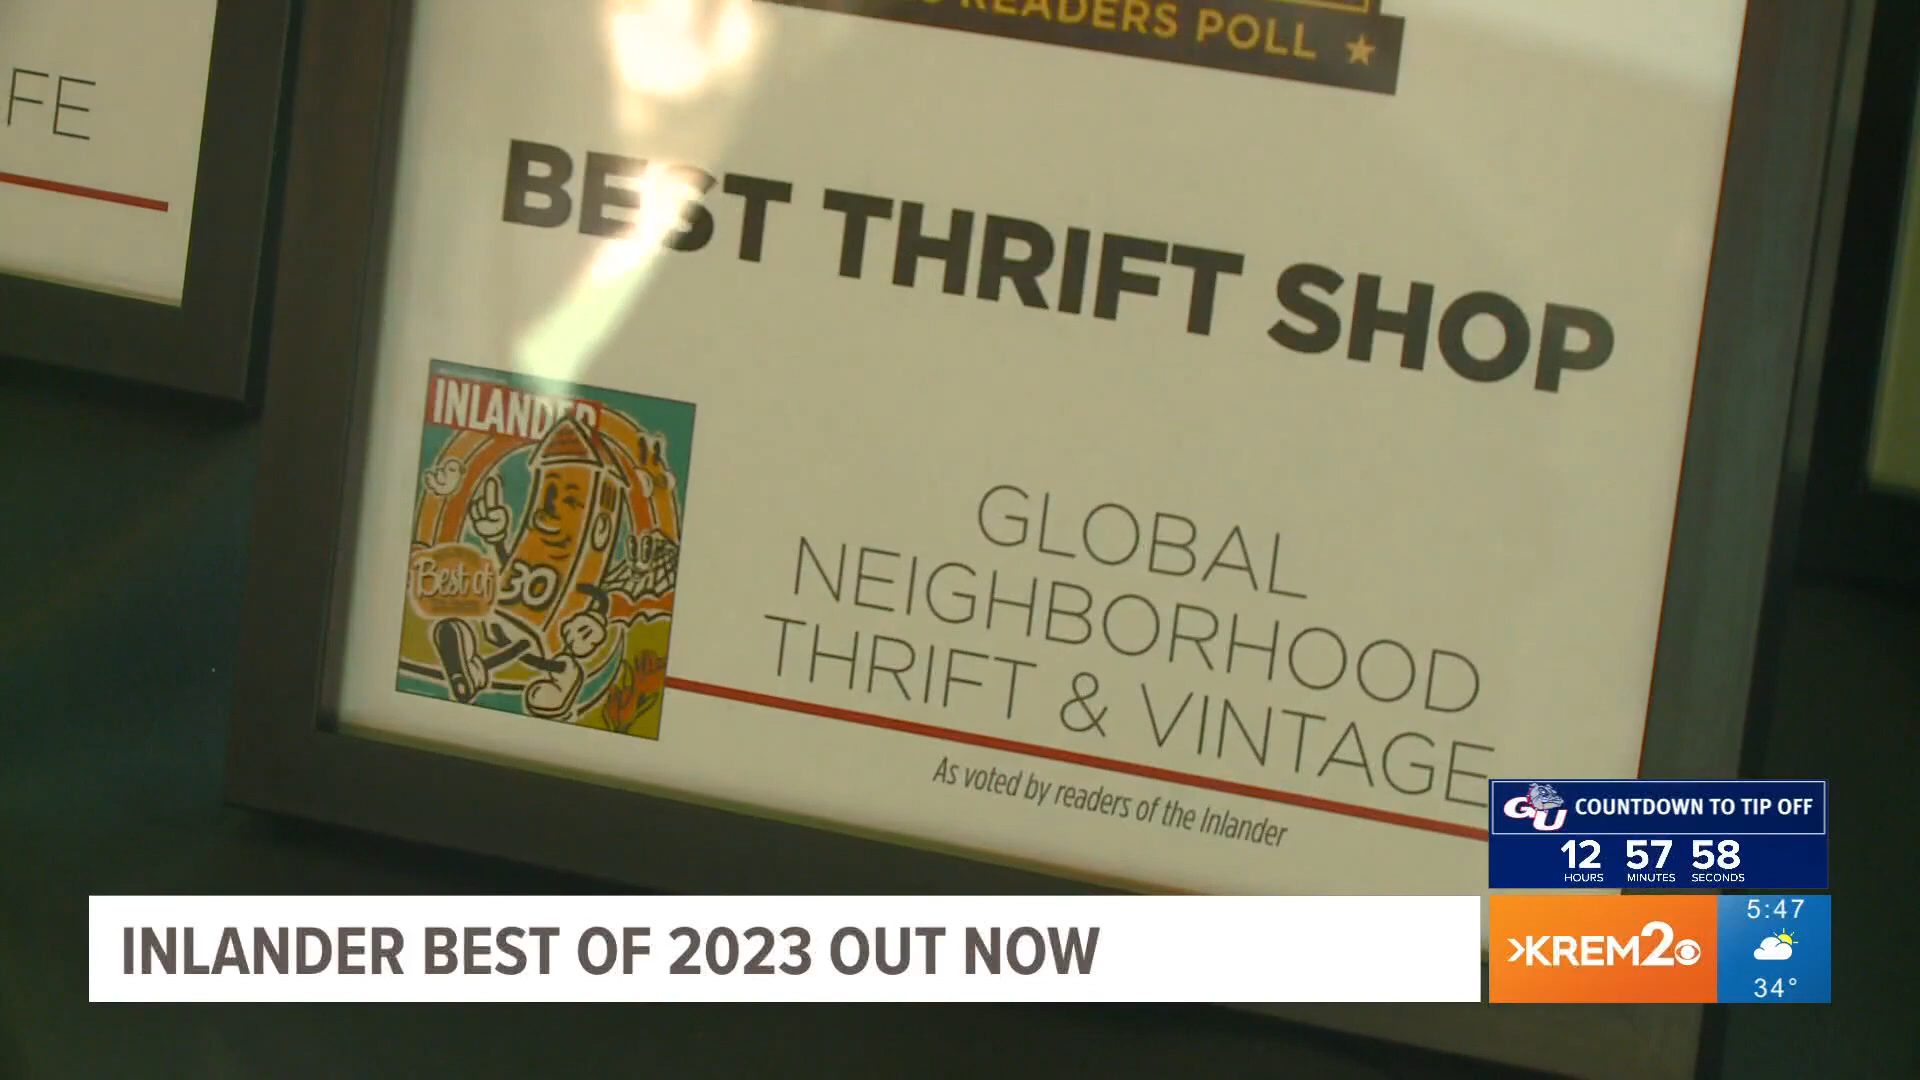 READERS POLL
FE
BEST THRIFT SHOP
INLANDER
Best of
30
GLOBAL
NEIGHBORHOOD
THRIFT & VINTAGE
As voted by readers of the Inlander
GU COUNTDOWN TO TIP OFF
12 57 58
HOURS MINUTES SECONDS
INLANDER BEST OF 2023 OUT NOW
KREM2
5:47
34°